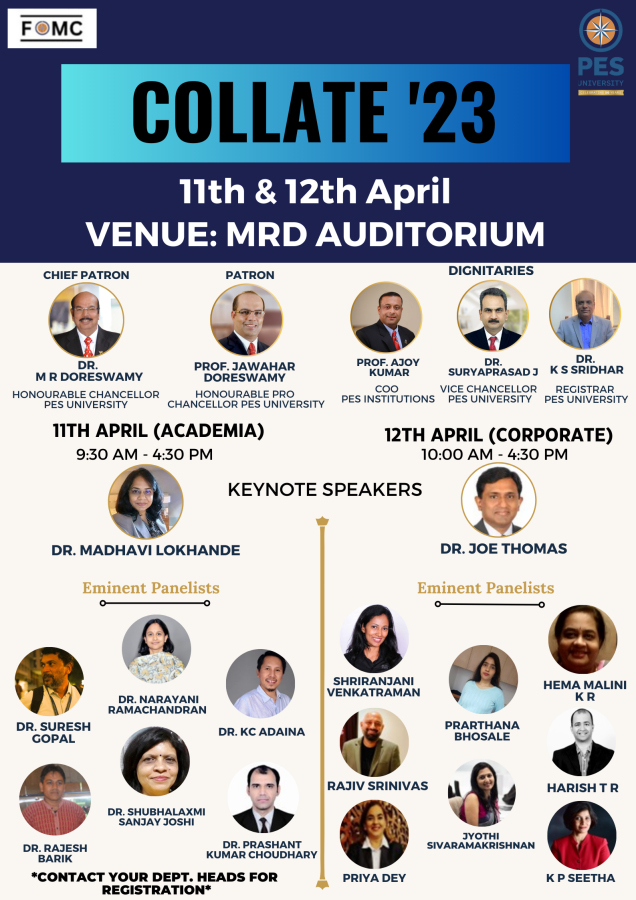 FOMC
PES
UNIVERSITY
COLLATE '23
11th & 12th April
VENUE: MRD AUDITORIUM
CHIEF PATRON
PATRON
DIGNITARIES
DR.
M R DORESWAMY
HONOURABLE CHANCELLOR
PES UNIVERSITY
PROF. JAWAHAR
DORESWAMY
HONOURABLE PRO
CHANCELLOR PES UNIVERSITY
PROF. AJOY
KUMAR
COO
PES INSTITUTIONS
DR.
SURYAPRASAD J
VICE CHANCELLOR
PES UNIVERSITY
DR.
K S SRIDHAR
REGISTRAR
PES UNIVERSITY
11TH APRIL (ACADEMIA)
9:30 AM - 4:30 PM
12TH APRIL (CORPORATE)
10:00 AM - 4:30 PM
KEYNOTE SPEAKERS
DR. MADHAVI LOKHANDE
DR. JOE THOMAS
Eminent Panelists
DR. SURESH
GOPAL
DR. NARAYANI
RAMACHANDRAN
DR. KC ADAINA
DR. RAJESH
BARIK
DR. SHUBHALAXMI
SANJAY JOSHI
DR. PRASHANT
KUMAR CHOUDHARY
*CONTACT YOUR DEPT. HEADS FOR
REGISTRATION*
Eminent Panelists
SHRIRANJANI
VENKATRAMAN
PRARTHANA
BHOSALE
HEMA MALINI
K R
RAJIV SRINIVAS
JYOTHI
SIVARAMAKRISHNAN
HARISH T R
PRIYA DEY
K P SEETHA